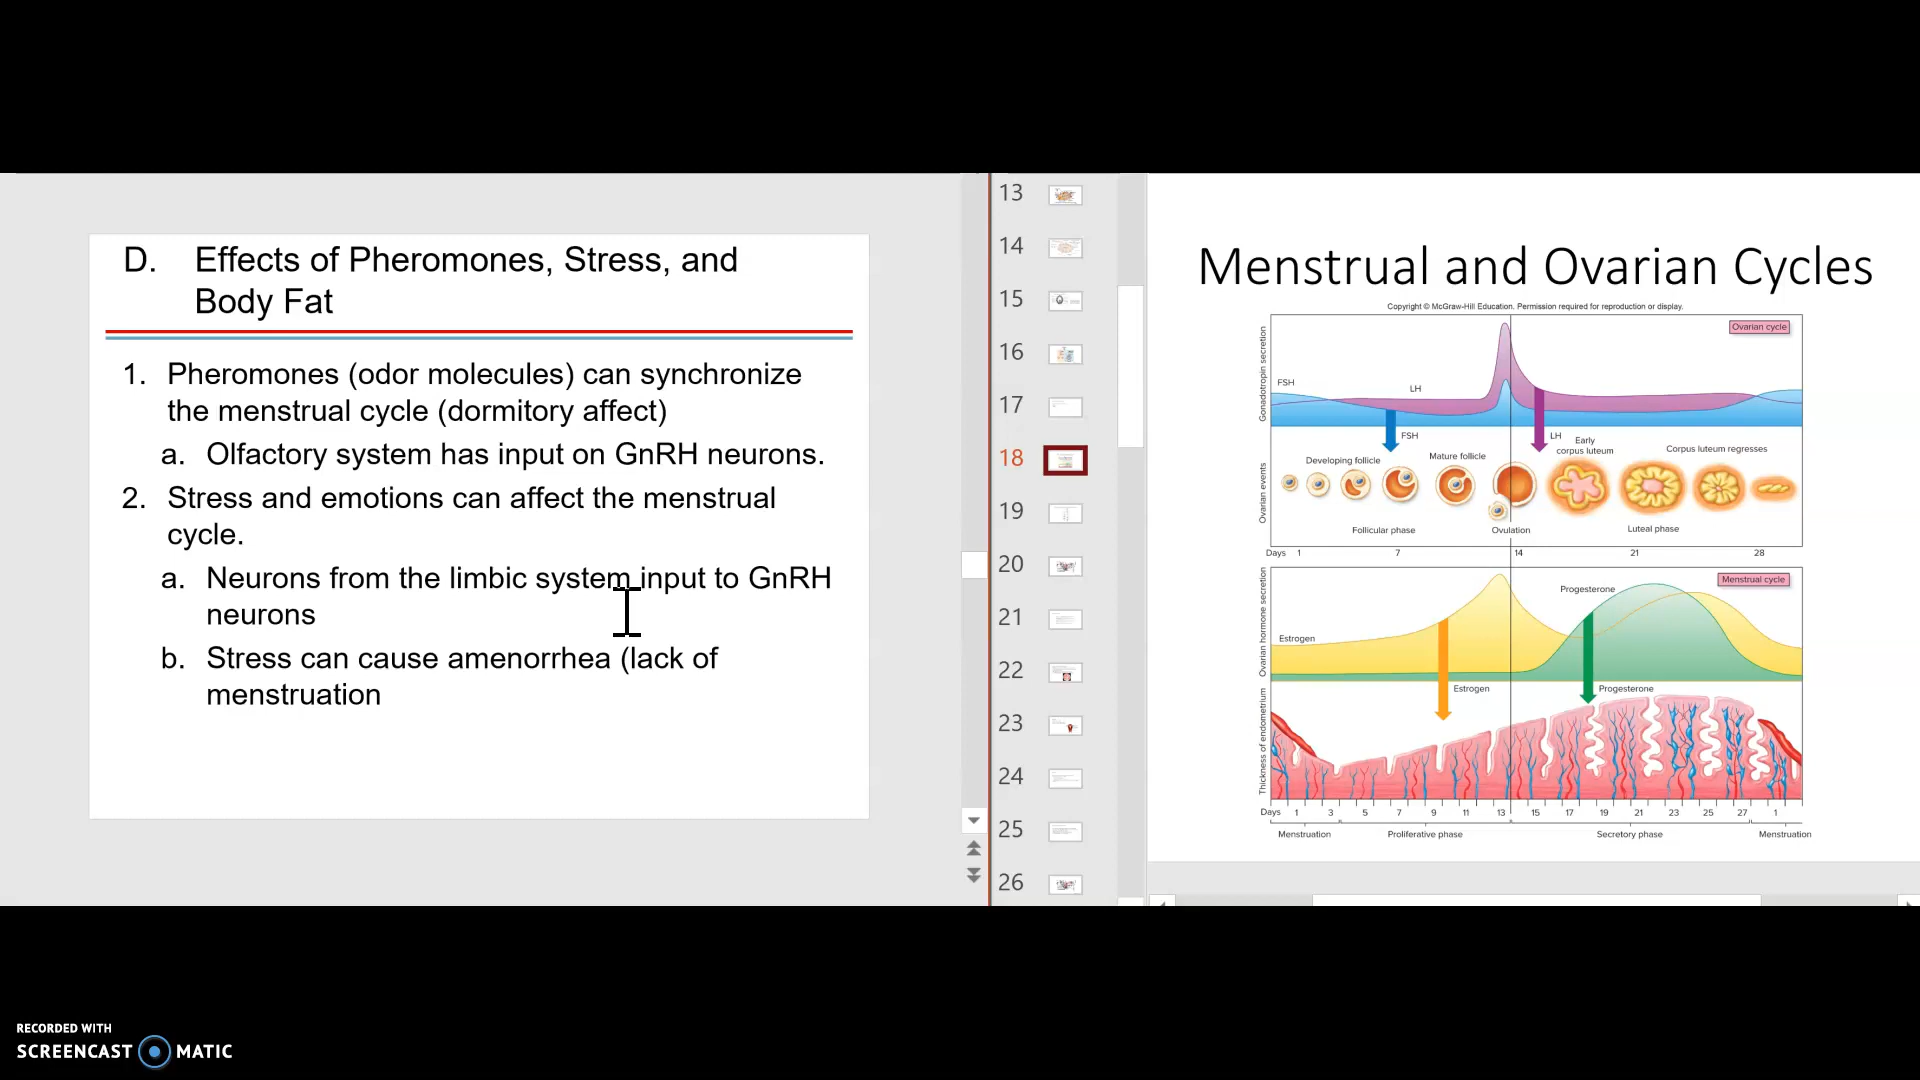 D. Effects of Pheromones, Stress, and
Body Fat
1. Pheromones (odor molecules) can synchronize
the menstrual cycle (dormitory affect)
a. Olfactory system has input on GnRH neurons.
2. Stress and emotions can affect the menstrual
cycle.
a. Neurons from the limbic system input to GnRH
neurons
b. Stress can cause amenorrhea (lack of
menstruation
13
14
15
16
17
18
19
20
21
22
23
24
25
26
Menstrual and Ovarian Cycles
Copyright © McGraw-Hill Education. Permission required for reproduction or display.
Ovarian cycle
Gonadotropin secretion
FSH
LH
FSH
LH
Ovarian events
Developing follicle
Mature follicle
Early
corpus luteum
Corpus luteum regresses
Follicular phase
Ovulation
Luteal phase
Days 1 7 14 21 28
Menstrual cycle
Ovarian hormone secretion
Progesterone
Estrogen
Estrogen
Progesterone
Thickness of endometrium
Days 1 3 5 7 9 11 13 15 17 19 21 23 25 27 1
Menstruation Proliferative phase Secretory phase Menstruation
RECORDED WITH
SCREENCAST MATIC